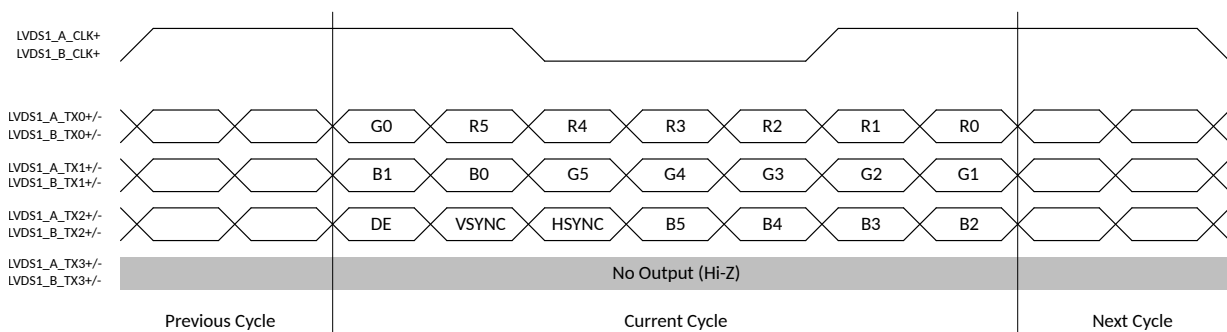 LVDS1_A_CLK+
LVDS1_B_CLK+
LVDS1_A_TX0+/-
LVDS1_B_TX0+/-
G0 R5 R4 R3 R2 R1 R0
LVDS1_A_TX1+/-
LVDS1_B_TX1+/-
B1 B0 G5 G4 G3 G2 G1
LVDS1_A_TX2+/-
LVDS1_B_TX2+/-
DE VSYNC HSYNC B5 B4 B3 B2
LVDS1_A_TX3+/-
LVDS1_B_TX3+/-
No Output (Hi-Z)
Previous Cycle Current Cycle Next Cycle